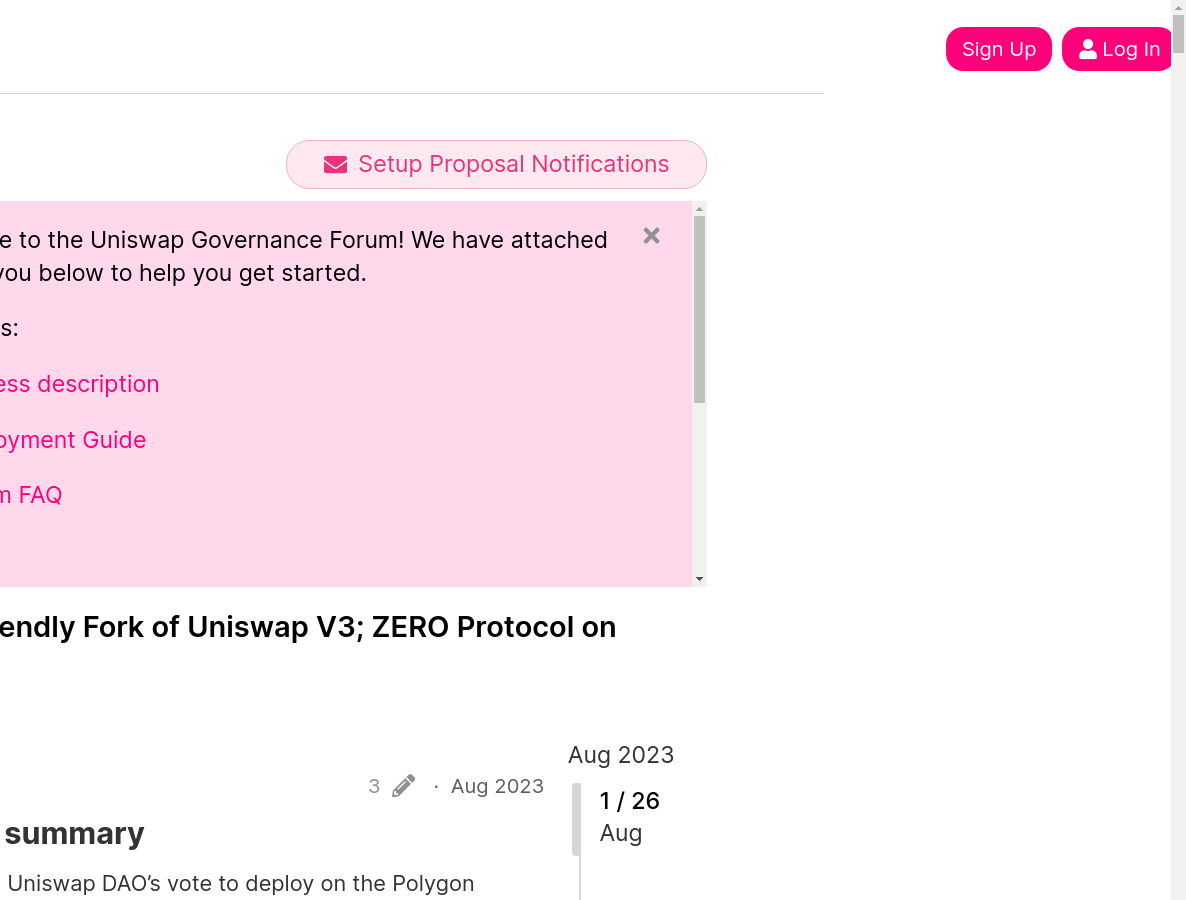 Sign Up
Log In
Setup Proposal Notifications
e to the Uniswap Governance Forum! We have attached
you below to help you get started.
s:
ess description
oyment Guide
m FAQ
endly Fork of Uniswap V3; ZERO Protocol on
Aug 2023
3 · Aug 2023
1 / 26
Aug
summary
Uniswap DAO’s vote to deploy on the Polygon